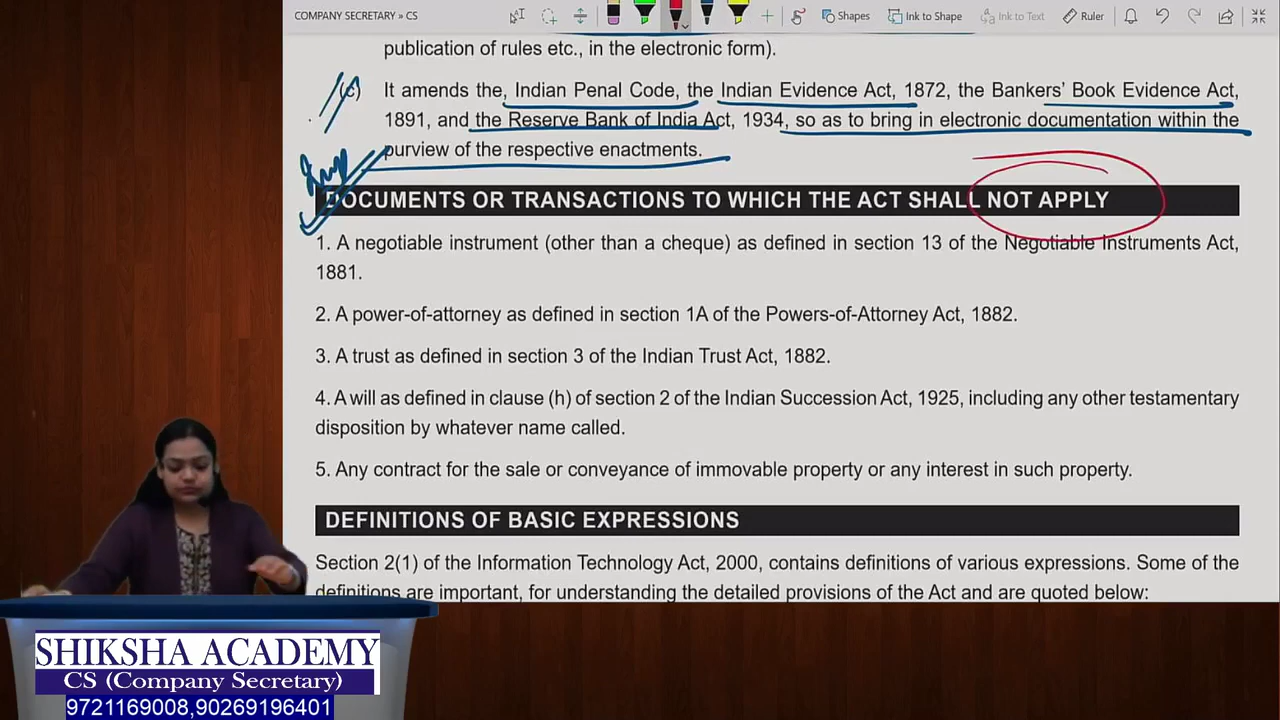 COMPANY SECRETARY » CS
Shapes
Ink to Shape
Ink to Text
Ruler
publication of rules etc., in the electronic form).
(c) It amends the, Indian Penal Code, the Indian Evidence Act, 1872, the Bankers' Book Evidence Act,
1891, and the Reserve Bank of India Act, 1934, so as to bring in electronic documentation within the
purview of the respective enactments.
Imp
DOCUMENTS OR TRANSACTIONS TO WHICH THE ACT SHALL NOT APPLY
1. A negotiable instrument (other than a cheque) as defined in section 13 of the Negotiable Instruments Act,
1881.
2. A power-of-attorney as defined in section 1A of the Powers-of-Attorney Act, 1882.
3. A trust as defined in section 3 of the Indian Trust Act, 1882.
4. A will as defined in clause (h) of section 2 of the Indian Succession Act, 1925, including any other testamentary
disposition by whatever name called.
5. Any contract for the sale or conveyance of immovable property or any interest in such property.
DEFINITIONS OF BASIC EXPRESSIONS
Section 2(1) of the Information Technology Act, 2000, contains definitions of various expressions. Some of the
definitions are important, for understanding the detailed provisions of the Act and are quoted below:
SHIKSHA ACADEMY
CS (Company Secretary)
9721169008,90269196401